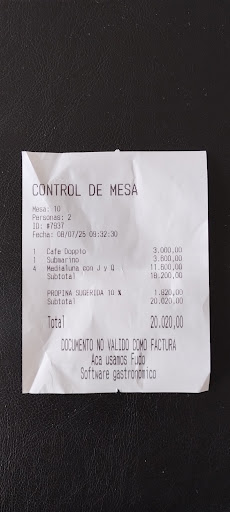 CONTROL DE MESA
Mesa: 10
Personas: 2
ID: #7937
Fecha: 08/07/25 09:32:30
1 Cafe Doppio 3.000,00
1 Submarino 3.600,00
4 Medialuna con J y Q 11.600,00
Subtotal 18.200,00
PROPINA SUGERIDA 10 % 1.820,00
Subtotal 20.020,00
Total 20.020,00
DOCUMENTO NO VALIDO COMO FACTURA
Aca usamos Fudo
Software gastronómico